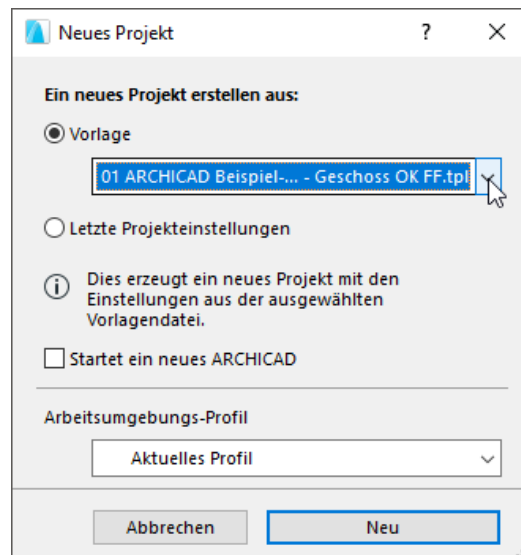 Neues Projekt
?
Ein neues Projekt erstellen aus:
Vorlage
01 ARCHICAD Beispiel-... - Geschoss OK FF.tpl
Letzte Projekteinstellungen
Dies erzeugt ein neues Projekt mit den
Einstellungen aus der ausgewählten
Vorlagendatei.
Startet ein neues ARCHICAD
Arbeitsumgebungs-Profil
Aktuelles Profil
Abbrechen Neu